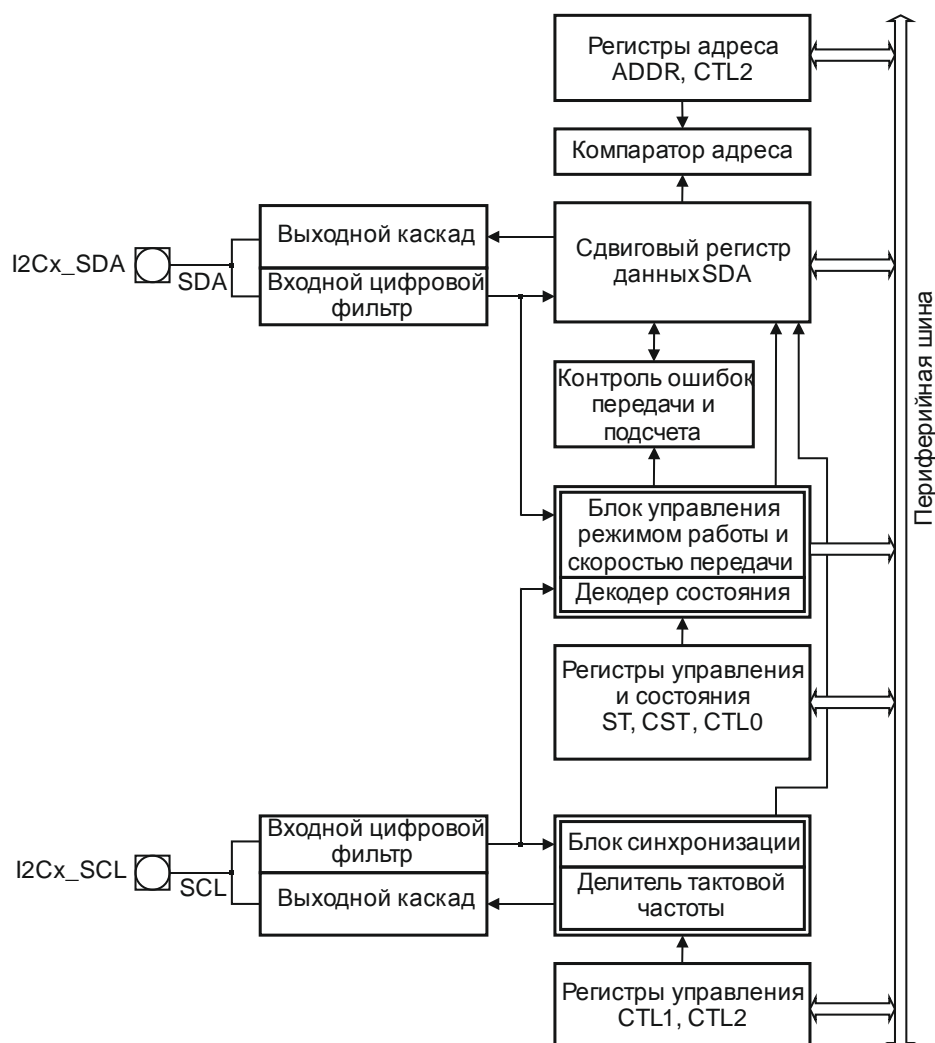 Регистры адреса
ADDR, CTL2
Компаратор адреса
I2Cx_SDA
SDA
Выходной каскад
Входной цифровой
фильтр
Сдвиговый регистр
данных SDA
Контроль ошибок
передачи и
подсчета
Блок управления
режимом работы и
скоростью передачи
Декодер состояния
Регистры управления
и состояния
ST, CST, CTL0
I2Cx_SCL
SCL
Входной цифровой
фильтр
Выходной каскад
Блок синхронизации
Делитель тактовой
частоты
Регистры управления
CTL1, CTL2
Периферийная шина